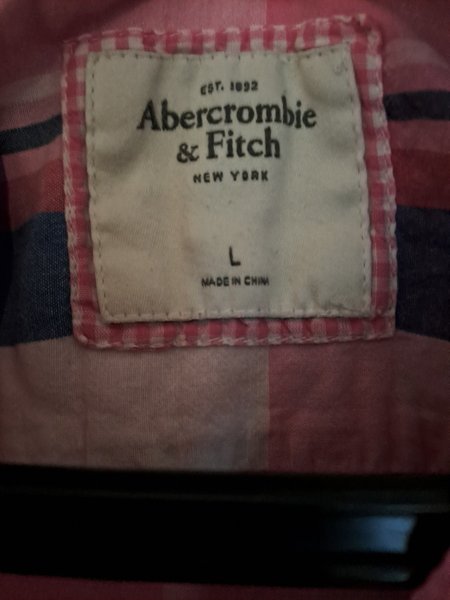 EST. 1892
Abercrombie
& Fitch
NEW YORK
L
MADE IN CHINA